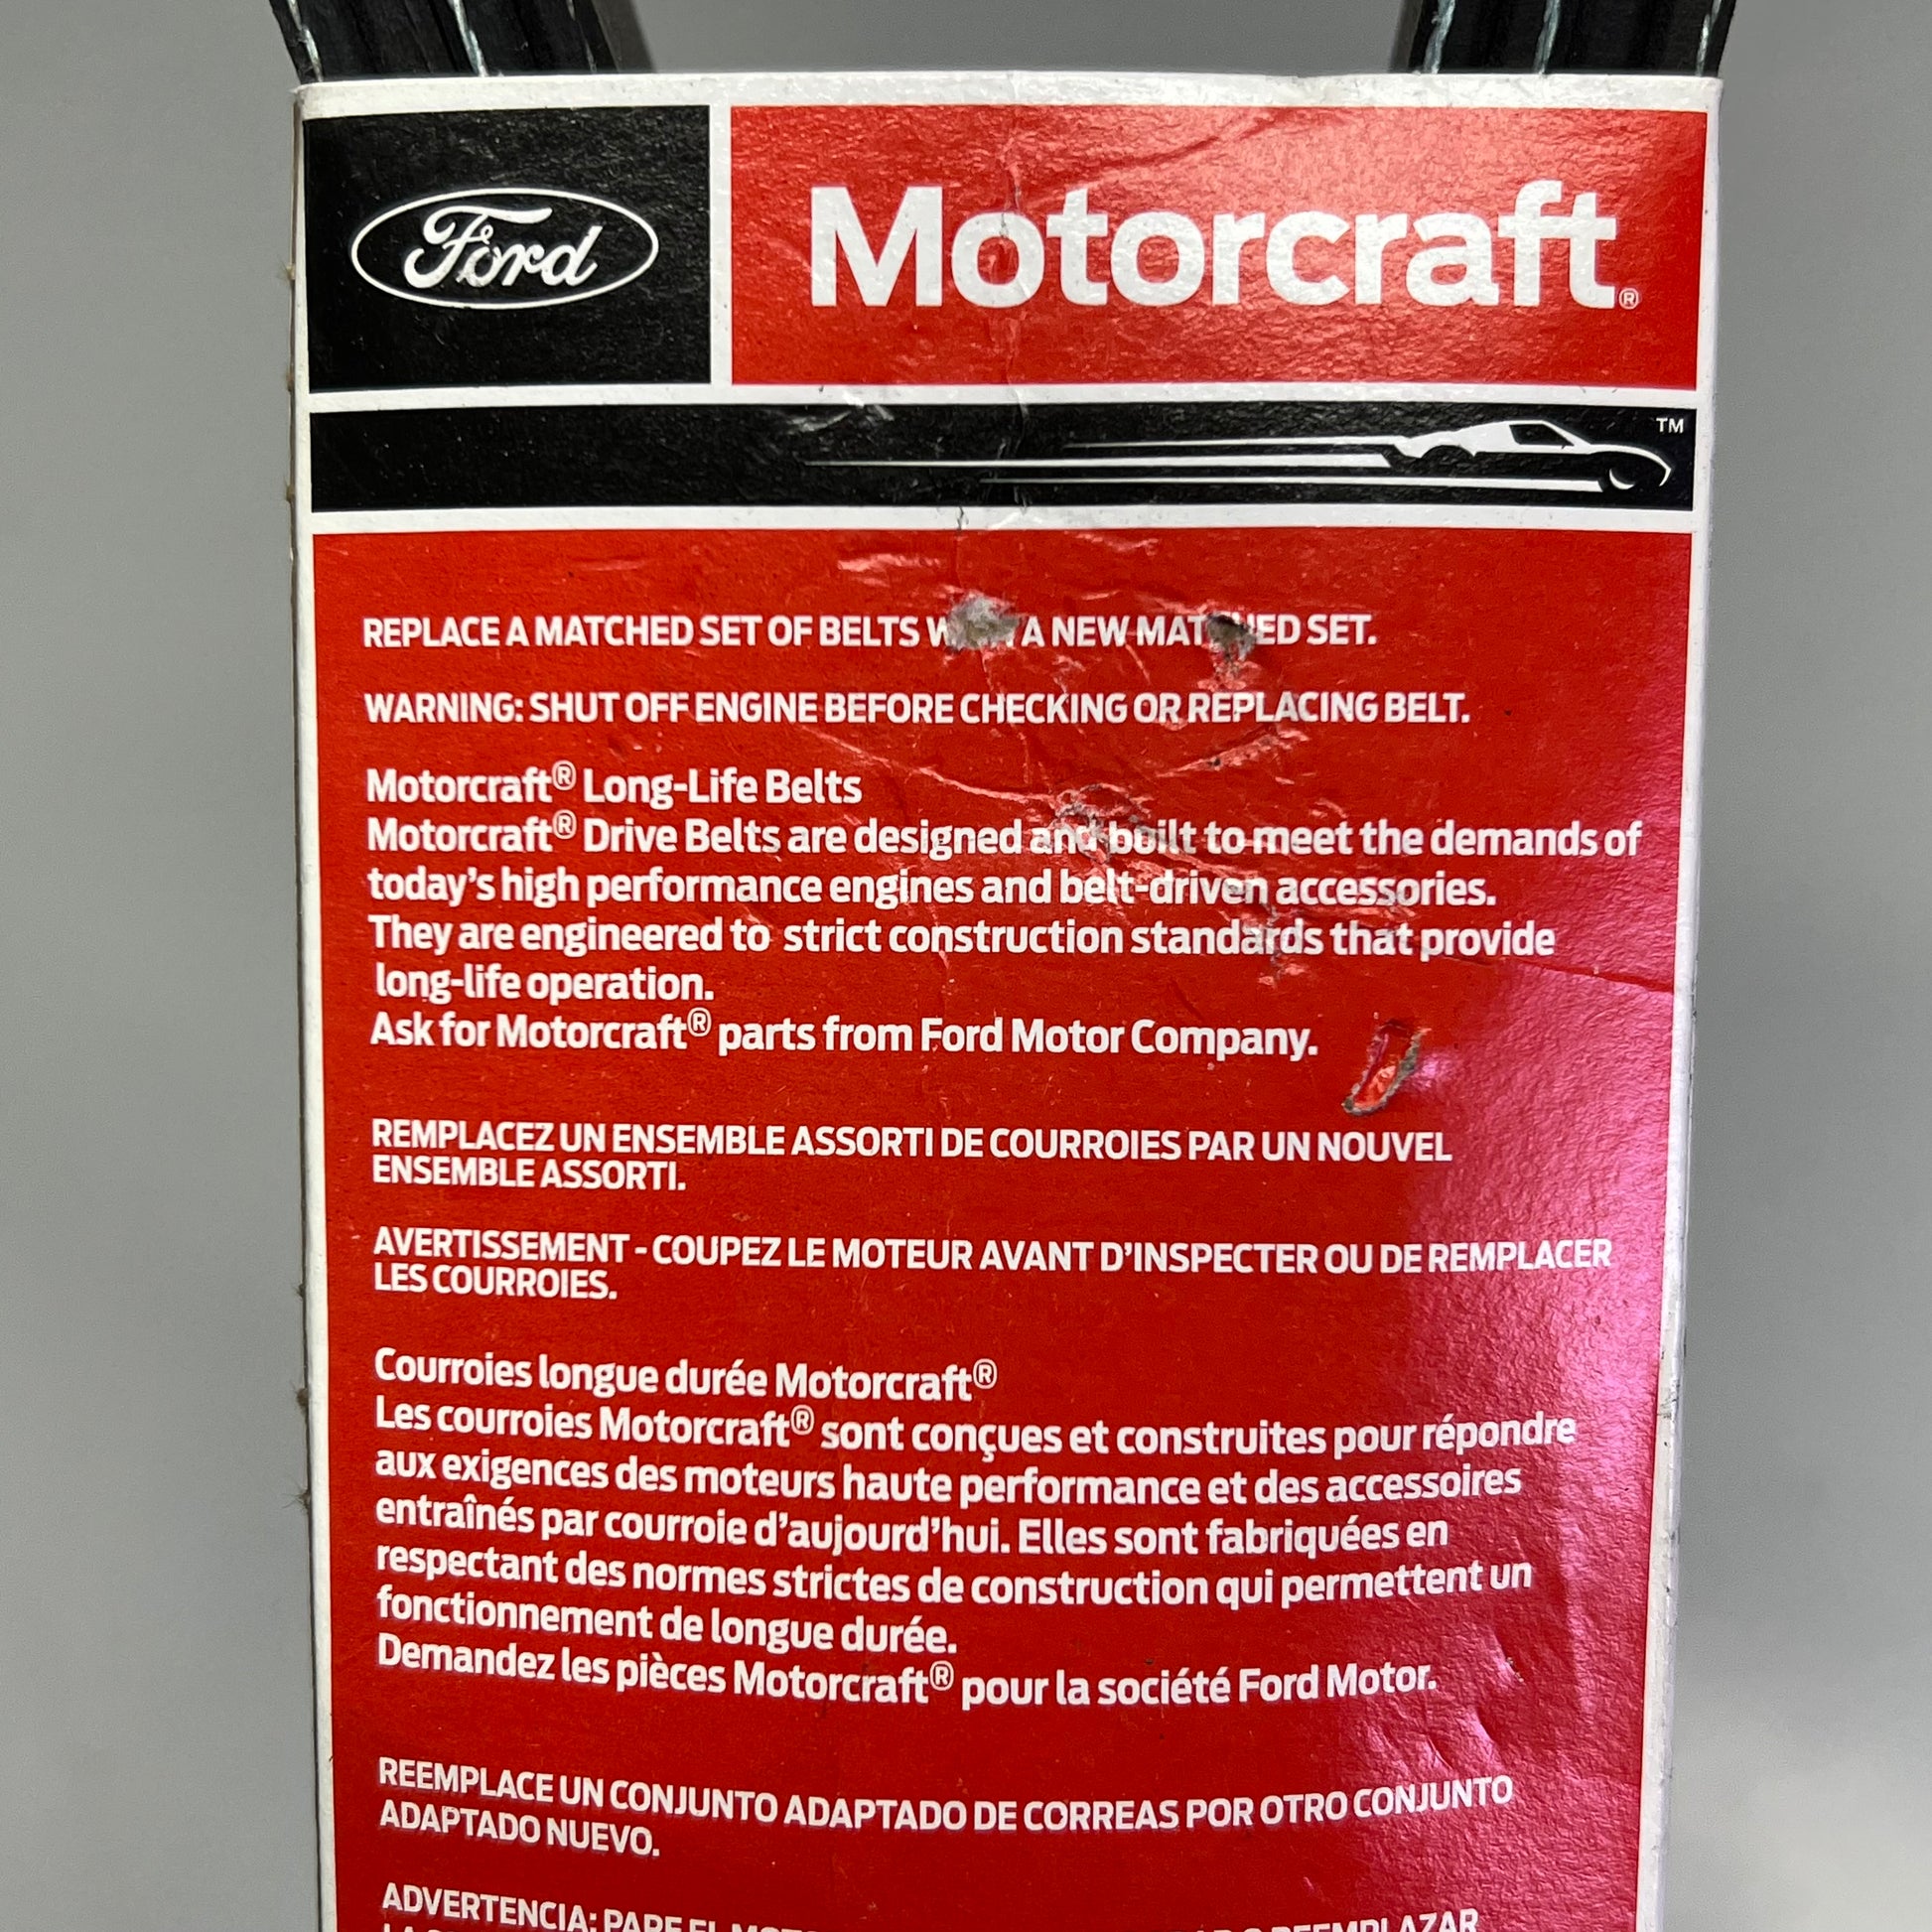 Ford
Motorcraft®
TM
REPLACE A MATCHED SET OF BELTS A NEW SET.
WARNING: SHUT OFF ENGINE BEFORE CHECKING OR REPLACING BELT.
Motorcraft® Long-Life Belts
Motorcraft® Drive Belts are designed and built to meet the demands of
today's high performance engines and belt-driven accessories.
They are engineered to strict construction standards that provide
long-life operation.
Ask for Motorcraft® parts from Ford Motor Company.
REMPLACEZ UN ENSEMBLE ASSORTI DE COURROIES PAR UN NOUVEL
ENSEMBLE ASSORTI.
AVERTISSEMENT - COUPEZ LE MOTEUR AVANT D'INSPECTER OU DE REMPLACER
LES COURROIES.
Courroies longue durée Motorcraft®
Les courroies Motorcraft® sont conçues et construites pour répondre
aux exigences des moteurs haute performance et des accessoires
entraînés par courroie d'aujourd'hui. Elles sont fabriquées en
respectant des normes strictes de construction qui permettent un
fonctionnement de longue durée.
Demandez les pièces Motorcraft® pour la société Ford Motor.
REEMPLACE UN CONJUNTO ADAPTADO DE CORREAS POR OTRO CONJUNTO
ADAPTADO NUEVO.
ADVERTENCIA: PARE EL REEMPLAZAR